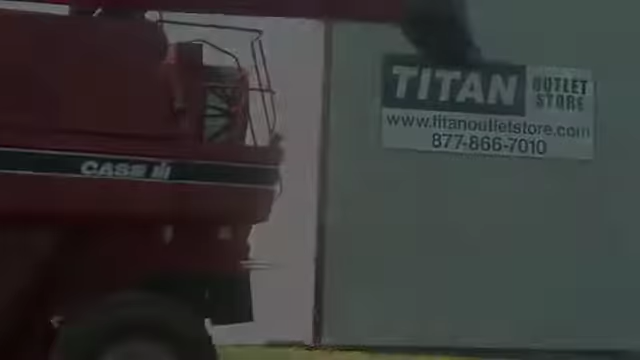 TITAN OUTLET STORE
www.titanoutletstore.com
877-866-7010
CASE IH